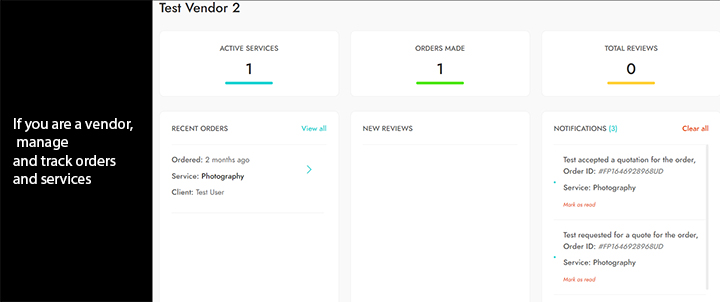 If you are a vendor,
manage
and track orders
and services
Test Vendor 2
ACTIVE SERVICES
1
ORDERS MADE
1
TOTAL REVIEWS
0
RECENT ORDERS View all
Ordered: 2 months ago
Service: Photography
Client: Test User
NEW REVIEWS
NOTIFICATIONS (3) Clear all
Test accepted a quotation for the order,
Order ID: #FP1646928968UD
Service: Photography
Mark as read
Test requested for a quote for the order,
Order ID: #FP1646928968UD
Service: Photography
Mark as read